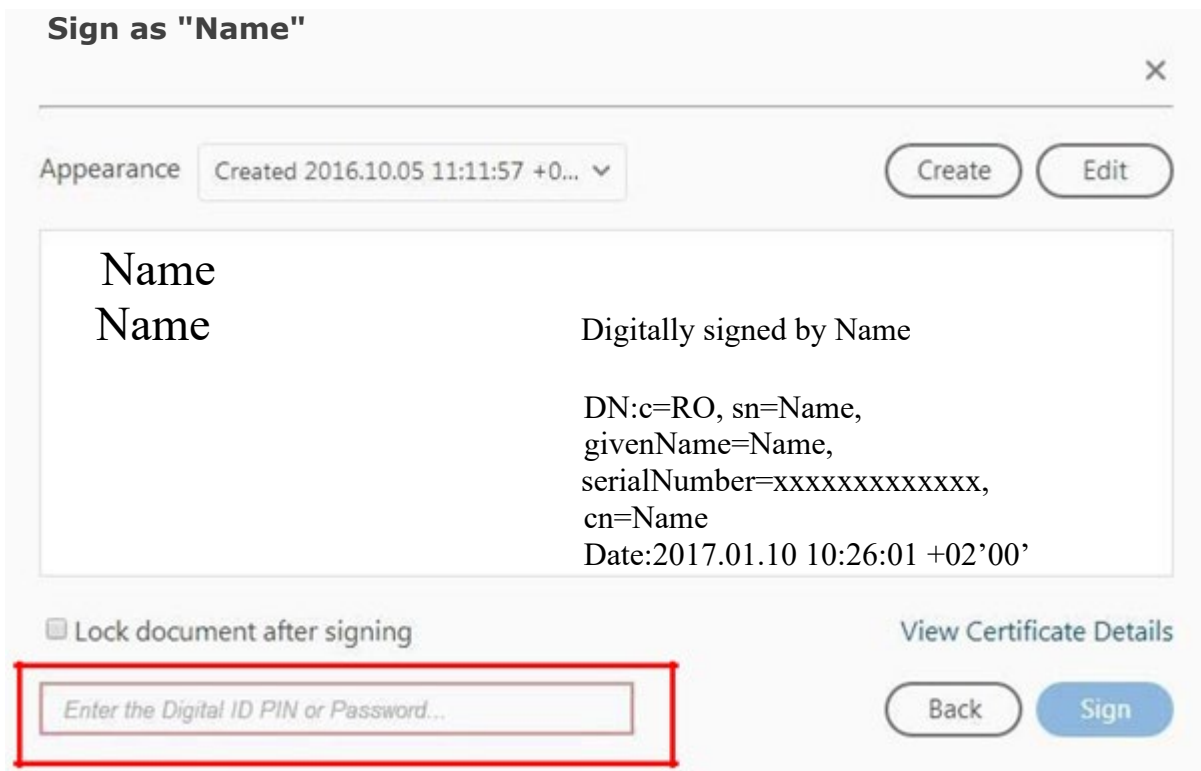 Sign as "Name"
×
Appearance Created 2016.10.05 11:11:57 +0... Create Edit
Name
Name Digitally signed by Name
DN:c=RO, sn=Name,
givenName=Name,
serialNumber=xxxxxxxxxxxxx,
cn=Name
Date:2017.01.10 10:26:01 +02’00’
Lock document after signing View Certificate Details
Enter the Digital ID PIN or Password... Back Sign